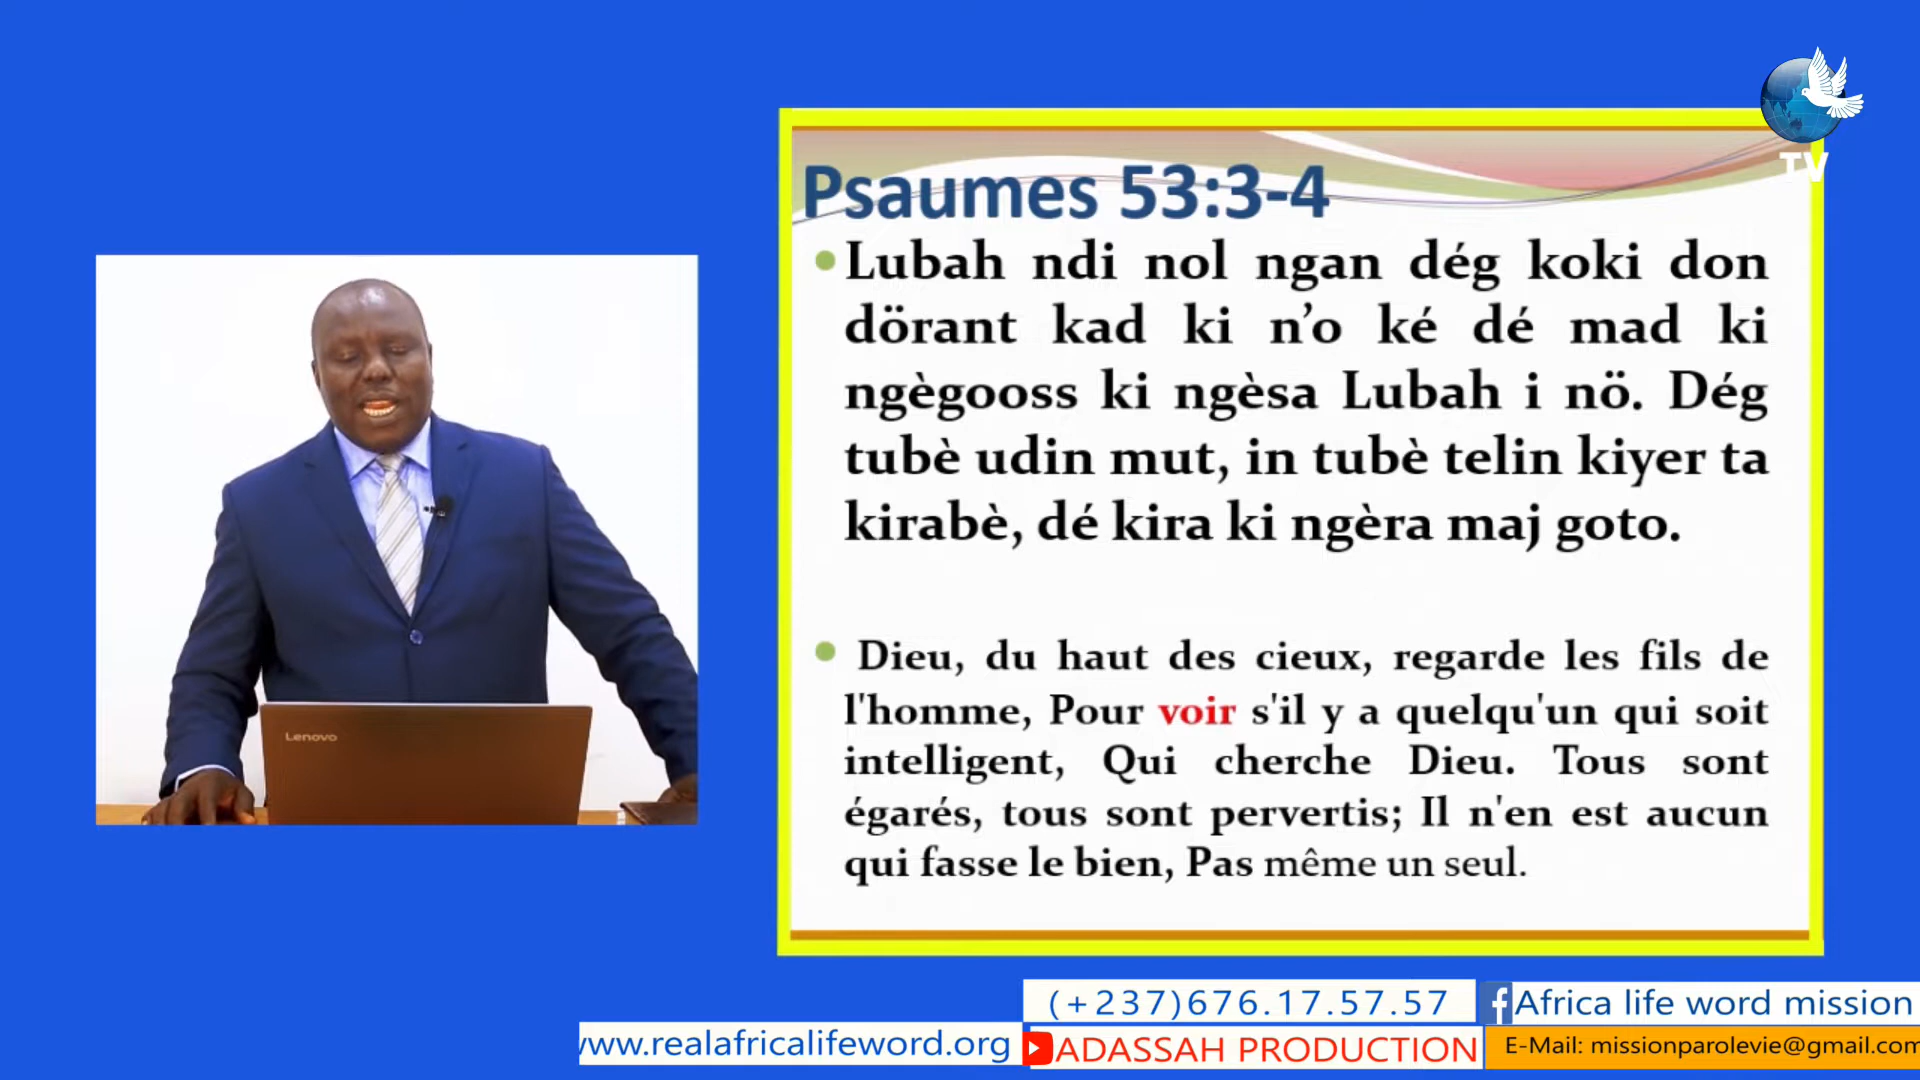 TV
Psaumes 53:3-4
Lubah ndi nol ngan dég koki don
dörant kad ki n’o ké dé mad ki
ngègooss ki ngèsa Lubah i nö. Dég
tubè udin mut, in tubè telin kiyer ta
kirabè, dé kira ki ngèra maj goto.
Dieu, du haut des cieux, regarde les fils de
l'homme, Pour voir s'il y a quelqu'un qui soit
intelligent, Qui cherche Dieu. Tous sont
égarés, tous sont pervertis; Il n'en est aucun
qui fasse le bien, Pas même un seul.
Lenovo
(+237)676.17.57.57
Africa life word mission
www.realafricalifeword.org
ADASSAH PRODUCTION
E-Mail: missionparolevie@gmail.com